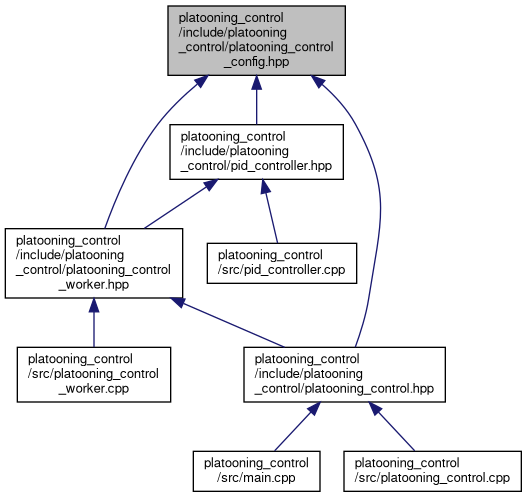 platooning_control
/include/platooning
_control/platooning_control
_config.hpp
platooning_control
/include/platooning
_control/pid_controller.hpp
platooning_control
/include/platooning
_control/platooning_control
_worker.hpp
platooning_control
/src/pid_controller.cpp
platooning_control
/src/platooning_control
_worker.cpp
platooning_control
/include/platooning
_control/platooning_control.hpp
platooning_control
/src/main.cpp
platooning_control
/src/platooning_control.cpp